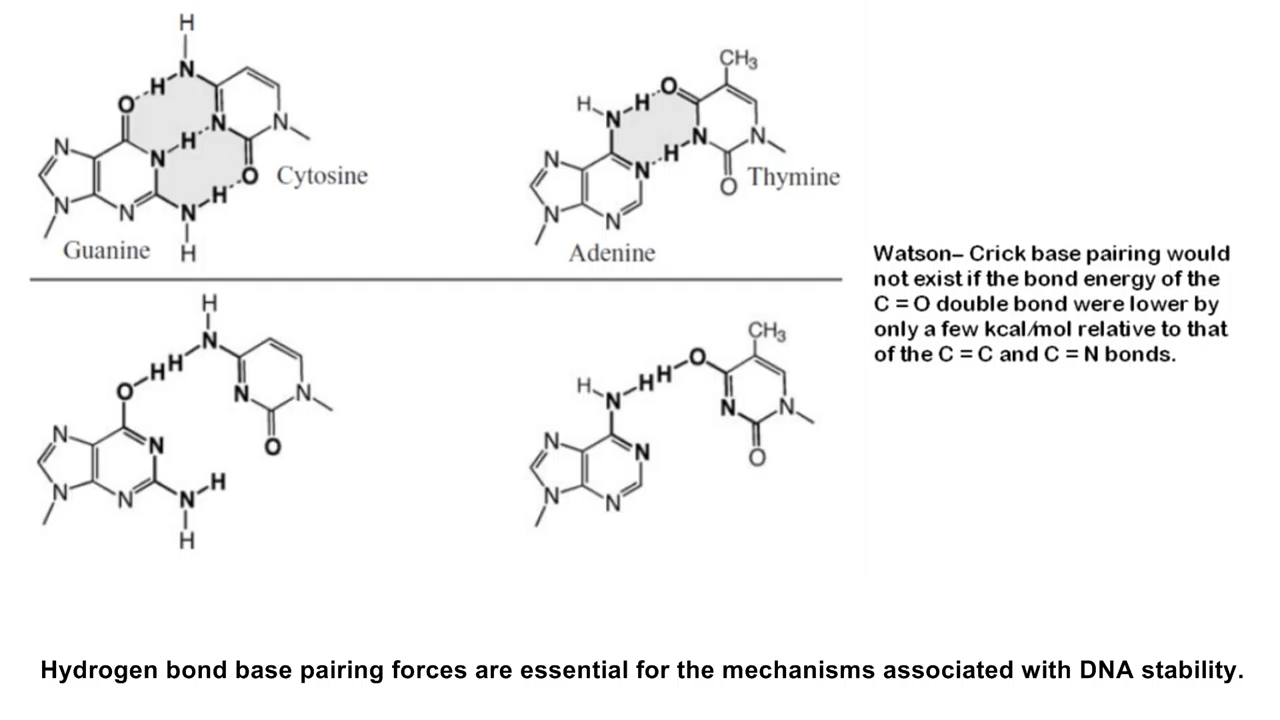 H
N
H
O
N
H
N
N
N
O
Cytosine
N
N
N
H
N
Guanine
H
CH₃
O
H
H
N
N
N
H
N
O
Thymine
N
N
N
Adenine
Watson– Crick base pairing would
not exist if the bond energy of the
C = O double bond were lower by
only a few kcal/mol relative to that
of the C = C and C = N bonds.
H
N
H
H
O
N
N
O
N
N
N
N
H
N
H
CH₃
O
H
H
H
N
N
N
O
N
N
N
N
Hydrogen bond base pairing forces are essential for the mechanisms associated with DNA stability.